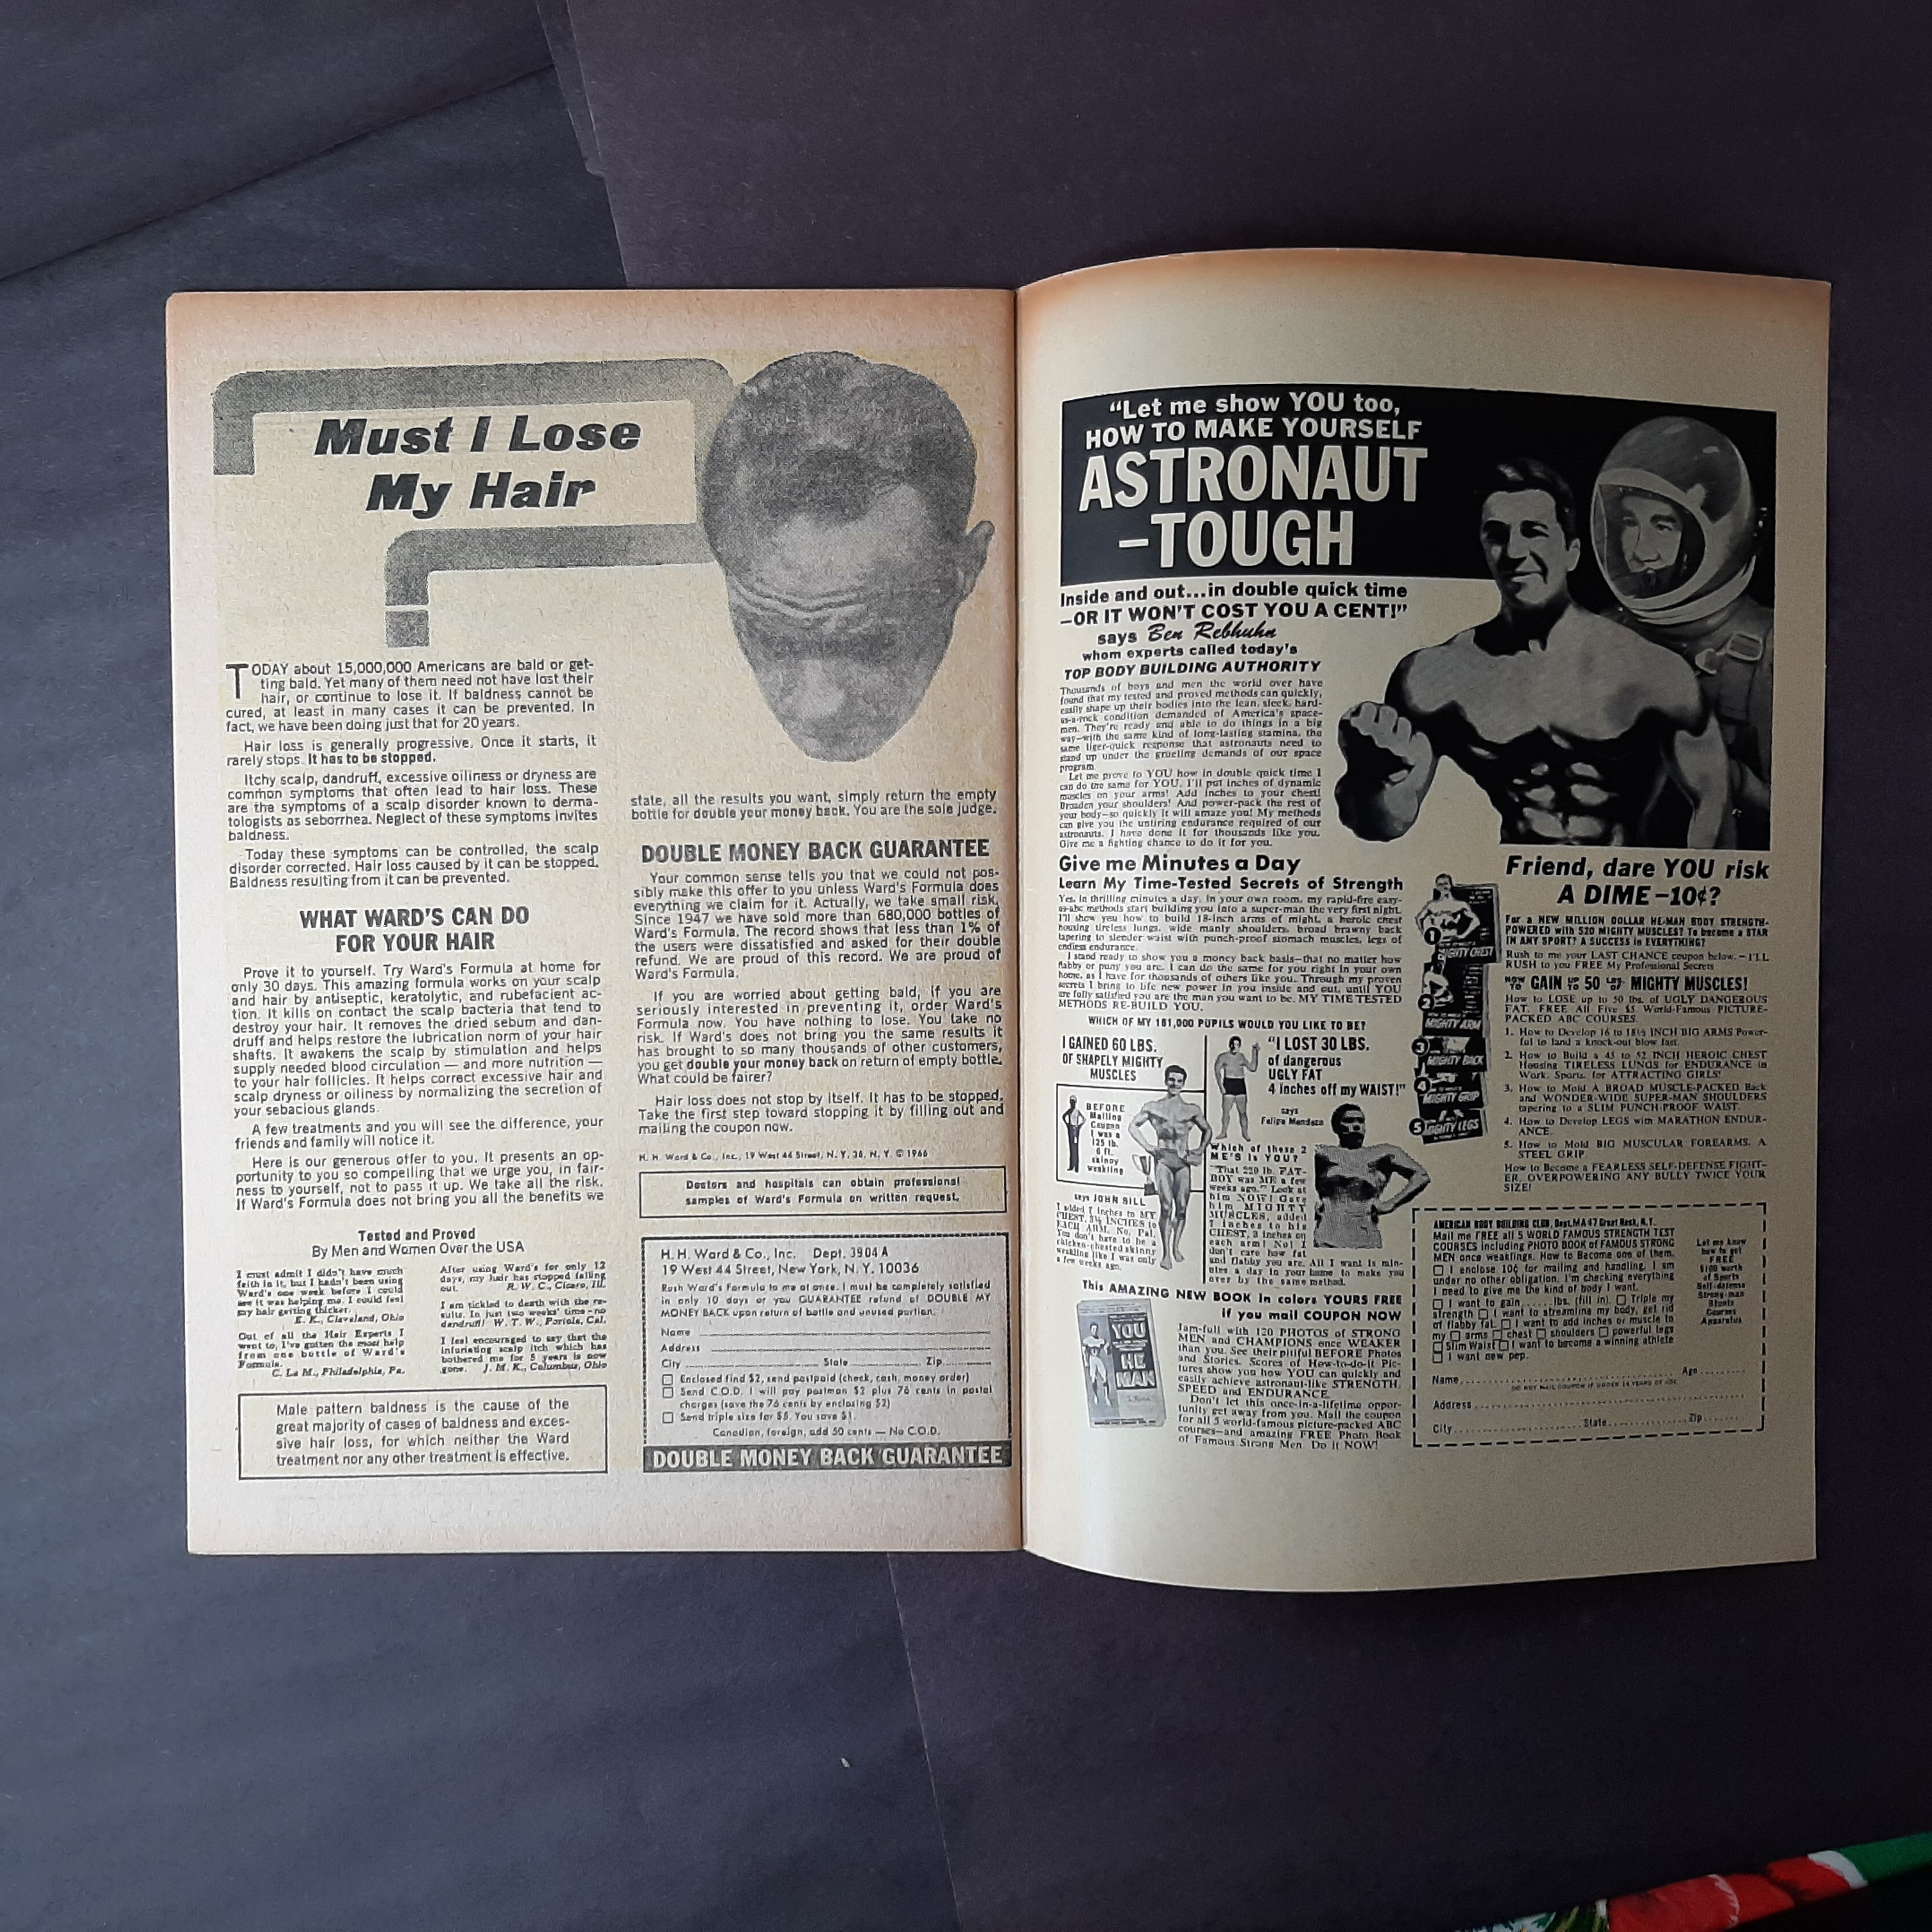 Must I Lose
My Hair
TODAY about 15,000,000 Americans are bald or get-
ting bald. Yet many of them need not have lost their
hair, or continue to lose it. If baldness cannot be
cured, at least in many cases it can be prevented. In
fact, we have been doing just that for 20 years.
Hair loss is generally progressive. Once it starts, it
rarely stops. It has to be stopped.
Itchy scalp, dandruff, excessive oiliness or dryness are
common symptoms that often lead to hair loss. These
are the symptoms of a scalp disorder known to derma-
tologists as seborrhea. Neglect of these symptoms invites
baldness.
Today these symptoms can be controlled, the scalp
disorder corrected. Hair loss caused by it can be stopped.
Baldness resulting from it can be prevented.
WHAT WARD'S CAN DO
FOR YOUR HAIR
Prove it to yourself. Try Ward's Formula at home for
only 30 days. This amazing formula works on your scalp
and hair by antiseptic, keratolytic, and rubefacient ac-
tion. It kills on contact the scalp bacteria that tend to
destroy your hair. It removes the dried sebum and dan-
druff and helps restore the lubrication norm of your hair
shafts. It awakens the scalp by stimulation and helps
supply needed blood circulation — and more nutrition —
to your hair follicles. It helps correct excessive hair and
scalp dryness or oiliness by normalizing the secretion of
your sebacious glands.
A few treatments and you will see the difference, your
friends and family will notice it.
Here is our generous offer to you. It presents an op-
portunity to you so compelling that we urge you, in fair-
ness to yourself, not to pass it up. We take all the risk.
If Ward's Formula does not bring you all the benefits we
Tested and Proved
By Men and Women Over the USA
I must admit I didn't have much
faith in it, but I hadn't been using
Ward's one week before I could
see it was helping me. I could feel
my hair getting thicker.
E. K., Cleveland, Ohio
Out of all the Hair Experts I
went to, I've gotten the most help
from one bottle of Ward's
Formula.
C. La M., Philadelphia, Pa.
After using Ward's for only 12
days, my hair has stopped falling
out. R. W. C., Cicero, Ill.
I am tickled to death with the re-
sults. In just two weeks' time—no
dandruff! W. T. W., Portola, Cal.
I feel encouraged to say that the
infuriating scalp itch which has
bothered me for 5 years is now
gone. J. M. K., Columbus, Ohio
Male pattern baldness is the cause of the
great majority of cases of baldness and exces-
sive hair loss, for which neither the Ward
treatment nor any other treatment is effective.
state, all the results you want, simply return the empty
bottle for double your money back. You are the sole judge.
DOUBLE MONEY BACK GUARANTEE
Your common sense tells you that we could not pos-
sibly make this offer to you unless Ward's Formula does
everything we claim for it. Actually, we take small risk.
Since 1947 we have sold more than 680,000 bottles of
Ward's Formula. The record shows that less than 1% of
the users were dissatisfied and asked for their double
refund. We are proud of this record. We are proud of
Ward's Formula.
If you are worried about getting bald, if you are
seriously interested in preventing it, order Ward's
Formula now. You have nothing to lose. You take no
risk. If Ward's does not bring you the same results it
has brought to so many thousands of other customers,
you get double your money back on return of empty bottle.
What could be fairer?
Hair loss does not stop by itself. It has to be stopped.
Take the first step toward stopping it by filling out and
mailing the coupon now.
H. H. Ward & Co., Inc., 19 West 44 Street, N. Y. 36, N. Y. © 1966
Doctors and hospitals can obtain professional
samples of Ward's Formula on written request.
H. H. Ward & Co., Inc. Dept. 3904 A
19 West 44 Street, New York, N. Y. 10036
Rush Ward's Formula to me at once. I must be completely satisfied
in only 10 days or you GUARANTEE refund of DOUBLE MY
MONEY BACK upon return of bottle and unused portion.
Name
Address
City State Zip
Enclosed find $2, send postpaid (check, cash, money order)
Send C.O.D. I will pay postman $2 plus 76 cents in postal
charges (save the 76 cents by enclosing $2)
Send triple size for $5. You save $1.
Canadian, foreign, add 50 cents — No C.O.D.
DOUBLE MONEY BACK GUARANTEE
"Let me show YOU too,
HOW TO MAKE YOURSELF
ASTRONAUT
-TOUGH
Inside and out...in double quick time
-OR IT WON'T COST YOU A CENT!"
says Ben Rebhuhn
whom experts called today's
TOP BODY BUILDING AUTHORITY
Thousands of boys and men the world over have
found that my tested and proved methods can quickly,
easily shape up their bodies into the lean, sleek, hard-
as-a-rock condition demanded of America's space-
men. They're ready and able to do things in a big
way—with the same kind of long-lasting stamina, the
same tiger-quick response that astronauts need to
stand up under the grueling demands of our space
program.
Let me prove to YOU how in double quick time I
can do the same for YOU. I'll put inches of dynamic
muscles on your arms! Add inches to your chest!
Broaden your shoulders! And power-pack the rest of
your body—so quickly it will amaze you! My methods
can give you the untiring endurance required of our
astronauts. I have done it for thousands like you.
Give me a fighting chance to do it for you.
Give me Minutes a Day
Learn My Time-Tested Secrets of Strength
Yes, in thrilling minutes a day, in your own room, my rapid-fire easy-
as-abc methods start building you into a super-man the very first night.
I'll show you how to build 18-inch arms of might, a heroic chest
housing tireless lungs, wide manly shoulders, broad brawny back
tapering to slender waist with punch-proof stomach muscles, legs of
endless endurance.
I stand ready to show you a money back basis—that no matter how
flabby or puny you are, I can do the same for you right in your own
home, as I have for thousands of others like you. Through my proven
secrets I bring to life new power in you inside and out, until YOU
are fully satisfied you are the man you want to be. MY TIME TESTED
METHODS RE-BUILD YOU.
WHICH OF MY 181,000 PUPILS WOULD YOU LIKE TO BE?
I GAINED 60 LBS.
OF SHAPELY MIGHTY
MUSCLES
BEFORE
Mailing
Coupon
I was a
125 lb.
6 ft.
skinny
weakling
says JOHN SILL
I added 7 inches to MY
CHEST, 3½ INCHES to
EACH ARM. No, Pal,
You don't have to be a
chicken-chested skinny
weakling like I was only
a few weeks ago.
"I LOST 30 LBS.
of dangerous
UGLY FAT
4 inches off my WAIST!"
says
Felipe Mendoza
Which of these 2
ME'S is YOU?
"That 220 lb. FAT-
BOY was ME a few
weeks ago." Look at
him NOW! Gave
him MIGHTY
MUSCLES, added
7 inches to his
CHEST, 3 inches on
each arm! No! I
don't care how fat
and flabby you are. All I want is min-
utes a day in your home to make you
over by the same method.
This AMAZING NEW BOOK in colors YOURS FREE
if you mail COUPON NOW
YOU
HE
MAN
Jam-full with 120 PHOTOS of STRONG
MEN and CHAMPIONS once WEAKER
than you. See their pitiful BEFORE Photos
and Stories. Scores of How-to-do-it Pic-
tures show you how YOU can quickly and
easily achieve astronaut-like STRENGTH,
SPEED and ENDURANCE.
Don't let this once-in-a-lifetime oppor-
tunity get away from you. Mail the coupon
for all 5 world-famous picture-packed ABC
courses—and amazing FREE Photo Book
of Famous Strong Men. Do it NOW!
1
MIGHTY CHEST
2
MIGHTY ARM
3
MIGHTY BACK
4
MIGHTY GRIP
5
MIGHTY LEGS
Friend, dare YOU risk
A DIME-10¢?
For a NEW MILLION DOLLAR HE-MAN BODY STRENGTH-
POWERED with 520 MIGHTY MUSCLES? To become a STAR
IN ANY SPORT? A SUCCESS in EVERYTHING?
Rush to me your LAST CHANCE coupon below.—I'LL
RUSH to you FREE My Professional Secrets
HOW TO GAIN UP TO 50 LBS. OF MIGHTY MUSCLES!
How to LOSE up to 50 lbs. of UGLY DANGEROUS
FAT. FREE All Five $5. World-Famous PICTURE-
PACKED ABC COURSES.
1. How to Develop 16 to 18½ INCH BIG ARMS Power-
ful to land a knock-out blow fast.
2. How to Build a 45 to 52 INCH HEROIC CHEST
Housing TIRELESS LUNGS for ENDURANCE in
Work, Sports, for ATTRACTING GIRLS!
3. How to Mold A BROAD MUSCLE-PACKED Back
and WONDER-WIDE SUPER-MAN SHOULDERS
tapering to a SLIM PUNCH-PROOF WAIST.
4. How to Develop LEGS with MARATHON ENDUR-
ANCE.
5. How to Mold BIG MUSCULAR FOREARMS, A
STEEL GRIP.
How to Become a FEARLESS SELF-DEFENSE FIGHT-
ER, OVERPOWERING ANY BULLY TWICE YOUR
SIZE!
AMERICAN BODY BUILDING CLUB, Dept. MA 47 Great Neck, N.Y.
Mail me FREE all 5 WORLD FAMOUS STRENGTH TEST
COURSES including PHOTO BOOK of FAMOUS STRONG
MEN once weaklings. How to Become one of them.
I enclose 10¢ for mailing and handling. I am
under no other obligation. I'm checking everything
I need to give me the kind of body I want.
I want to gain......lbs. (fill in). Triple my
strength I want to streamline my body, get rid
of flabby fat. I want to add inches or muscle to
my arms chest shoulders powerful legs
Slim Waist I want to become a winning athlete
I want new pep.
Let me know
how to get
FREE
$100 worth
of Sports
Self-defense
Strong-man
Stunts
Courses
Apparatus
Name Age
DO NOT MAIL COUPON IF UNDER 14 YEARS OF AGE.
Address
City State Zip